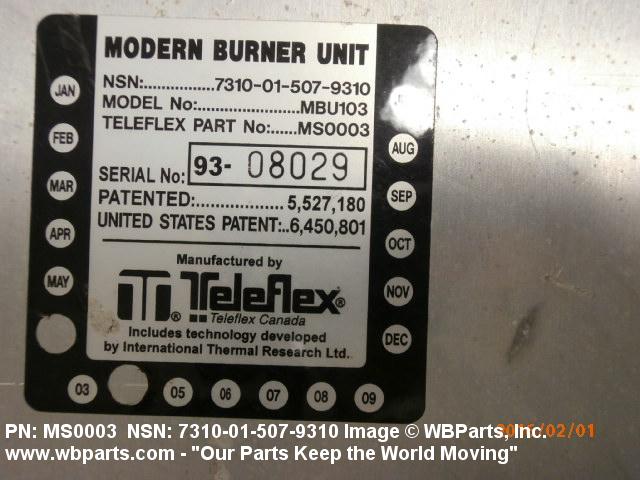 MODERN BURNER UNIT
NSN:................7310-01-507-9310
MODEL No:.......................MBU103
TELEFLEX PART No:......MS0003
SERIAL No: 93- 08029
PATENTED:...................5,527,180
UNITED STATES PATENT:..6,450,801
Manufactured by
Teleflex®
®
Teleflex Canada
Includes technology developed
by International Thermal Research Ltd.
JAN
FEB
MAR
APR
MAY
AUG
SEP
OCT
NOV
DEC
03 05 06 07 08 09
PN: MS0003 NSN: 7310-01-507-9310 Image © WBParts, Inc.
/02/01
www.wbparts.com - "Our Parts Keep the World Moving"